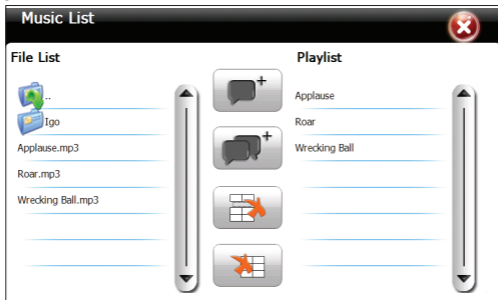 Music List
File List
..
Igo
Applause.mp3
Roar.mp3
Wrecking Ball.mp3
Playlist
Applause
Roar
Wrecking Ball